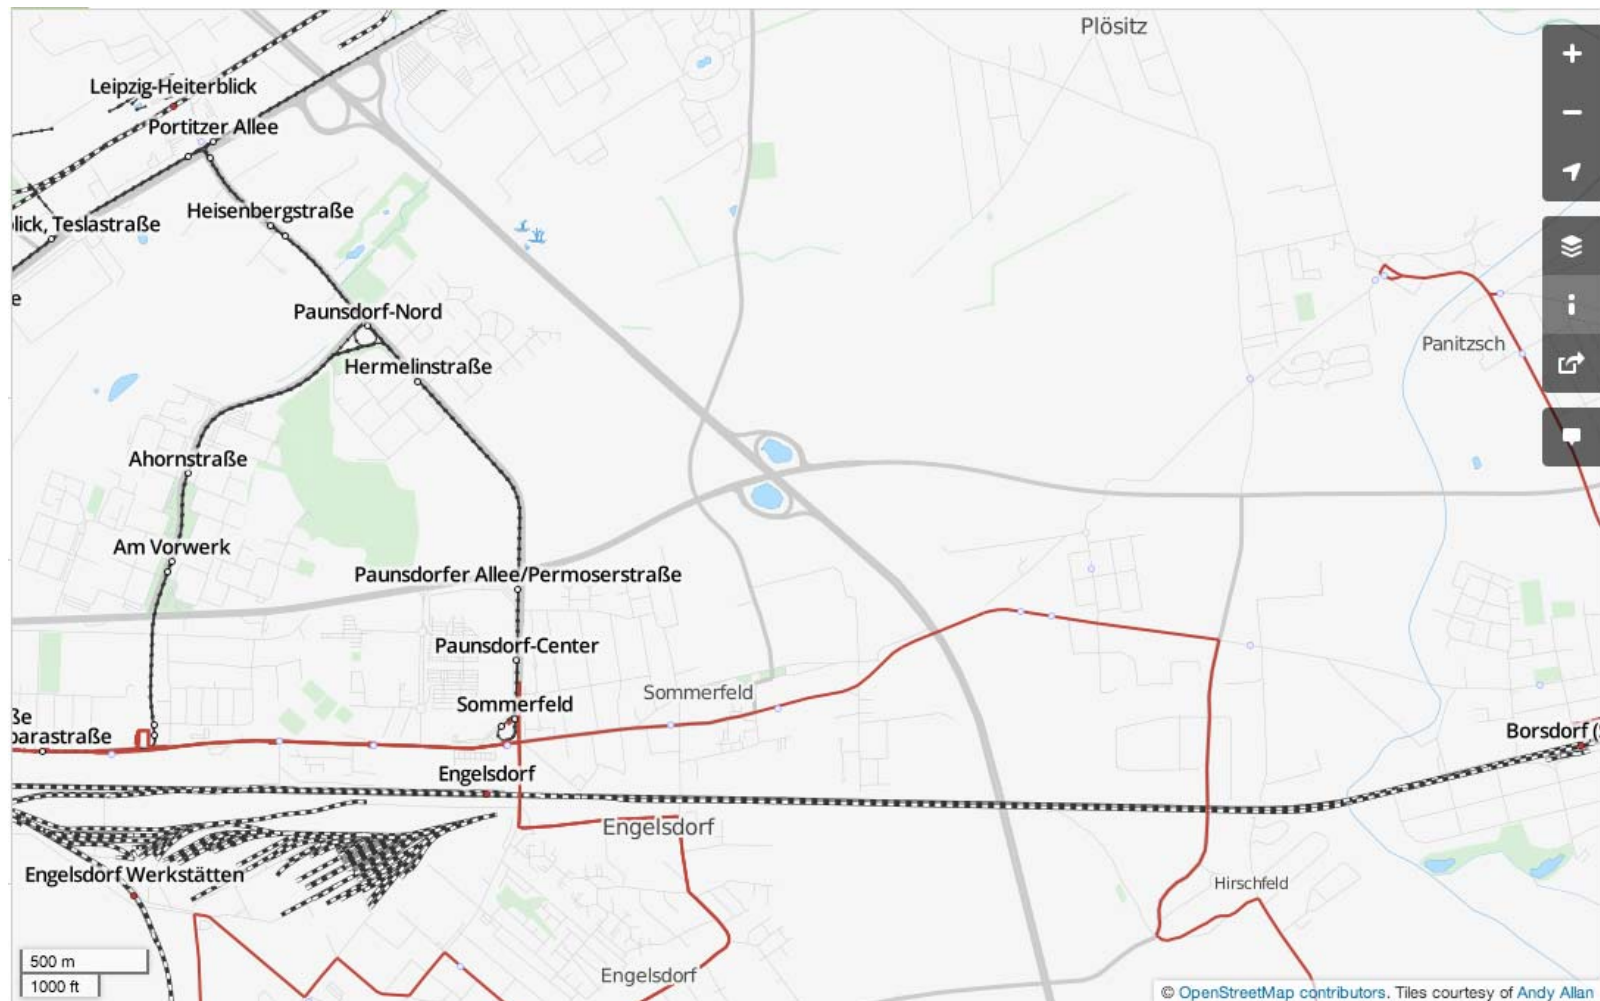 Plösitz
Leipzig-Heiterblick
Portitzer Allee
Heisenbergstraße
lick, Teslastraße
e
Paunsdorf-Nord
Panitzsch
Hermelinstraße
Ahornstraße
Am Vorwerk
Paunsdorfer Allee/Permoserstraße
Paunsdorf-Center
Sommerfeld
Sommerfeld
ße
parastraße
Borsdorf (S
Engelsdorf
Engelsdorf
Engelsdorf Werkstätten
Hirschfeld
500 m
1000 ft
Engelsdorf
© OpenStreetMap contributors. Tiles courtesy of Andy Allan